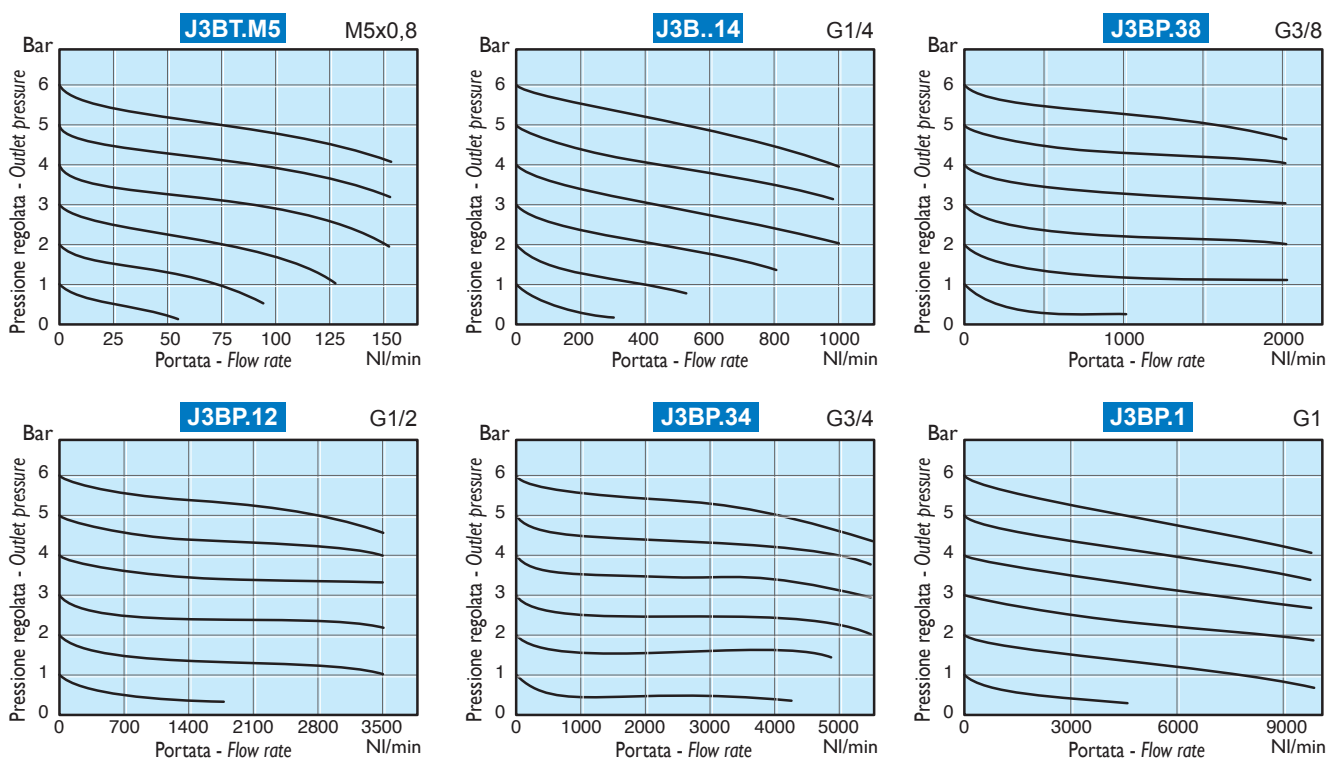 J3BT.M5 M5x0,8
Bar
Pressione regolata - Outlet pressure
6
5
4
3
2
1
0
0 25 50 75 100 125 150
Portata - Flow rate Nl/min
J3B..14 G1/4
Bar
Pressione regolata - Outlet pressure
6
5
4
3
2
1
0
0 200 400 600 800 1000
Portata - Flow rate Nl/min
J3BP.38 G3/8
Bar
Pressione regolata - Outlet pressure
6
5
4
3
2
1
0
0 1000 2000
Portata - Flow rate Nl/min
J3BP.12 G1/2
Bar
Pressione regolata - Outlet pressure
6
5
4
3
2
1
0
0 700 1400 2100 2800 3500
Portata - Flow rate Nl/min
J3BP.34 G3/4
Bar
Pressione regolata - Outlet pressure
6
5
4
3
2
1
0
0 1000 2000 3000 4000 5000
Portata - Flow rate Nl/min
J3BP.1 G1
Bar
Pressione regolata - Outlet pressure
6
5
4
3
2
1
0
0 3000 6000 9000
Portata - Flow rate Nl/min